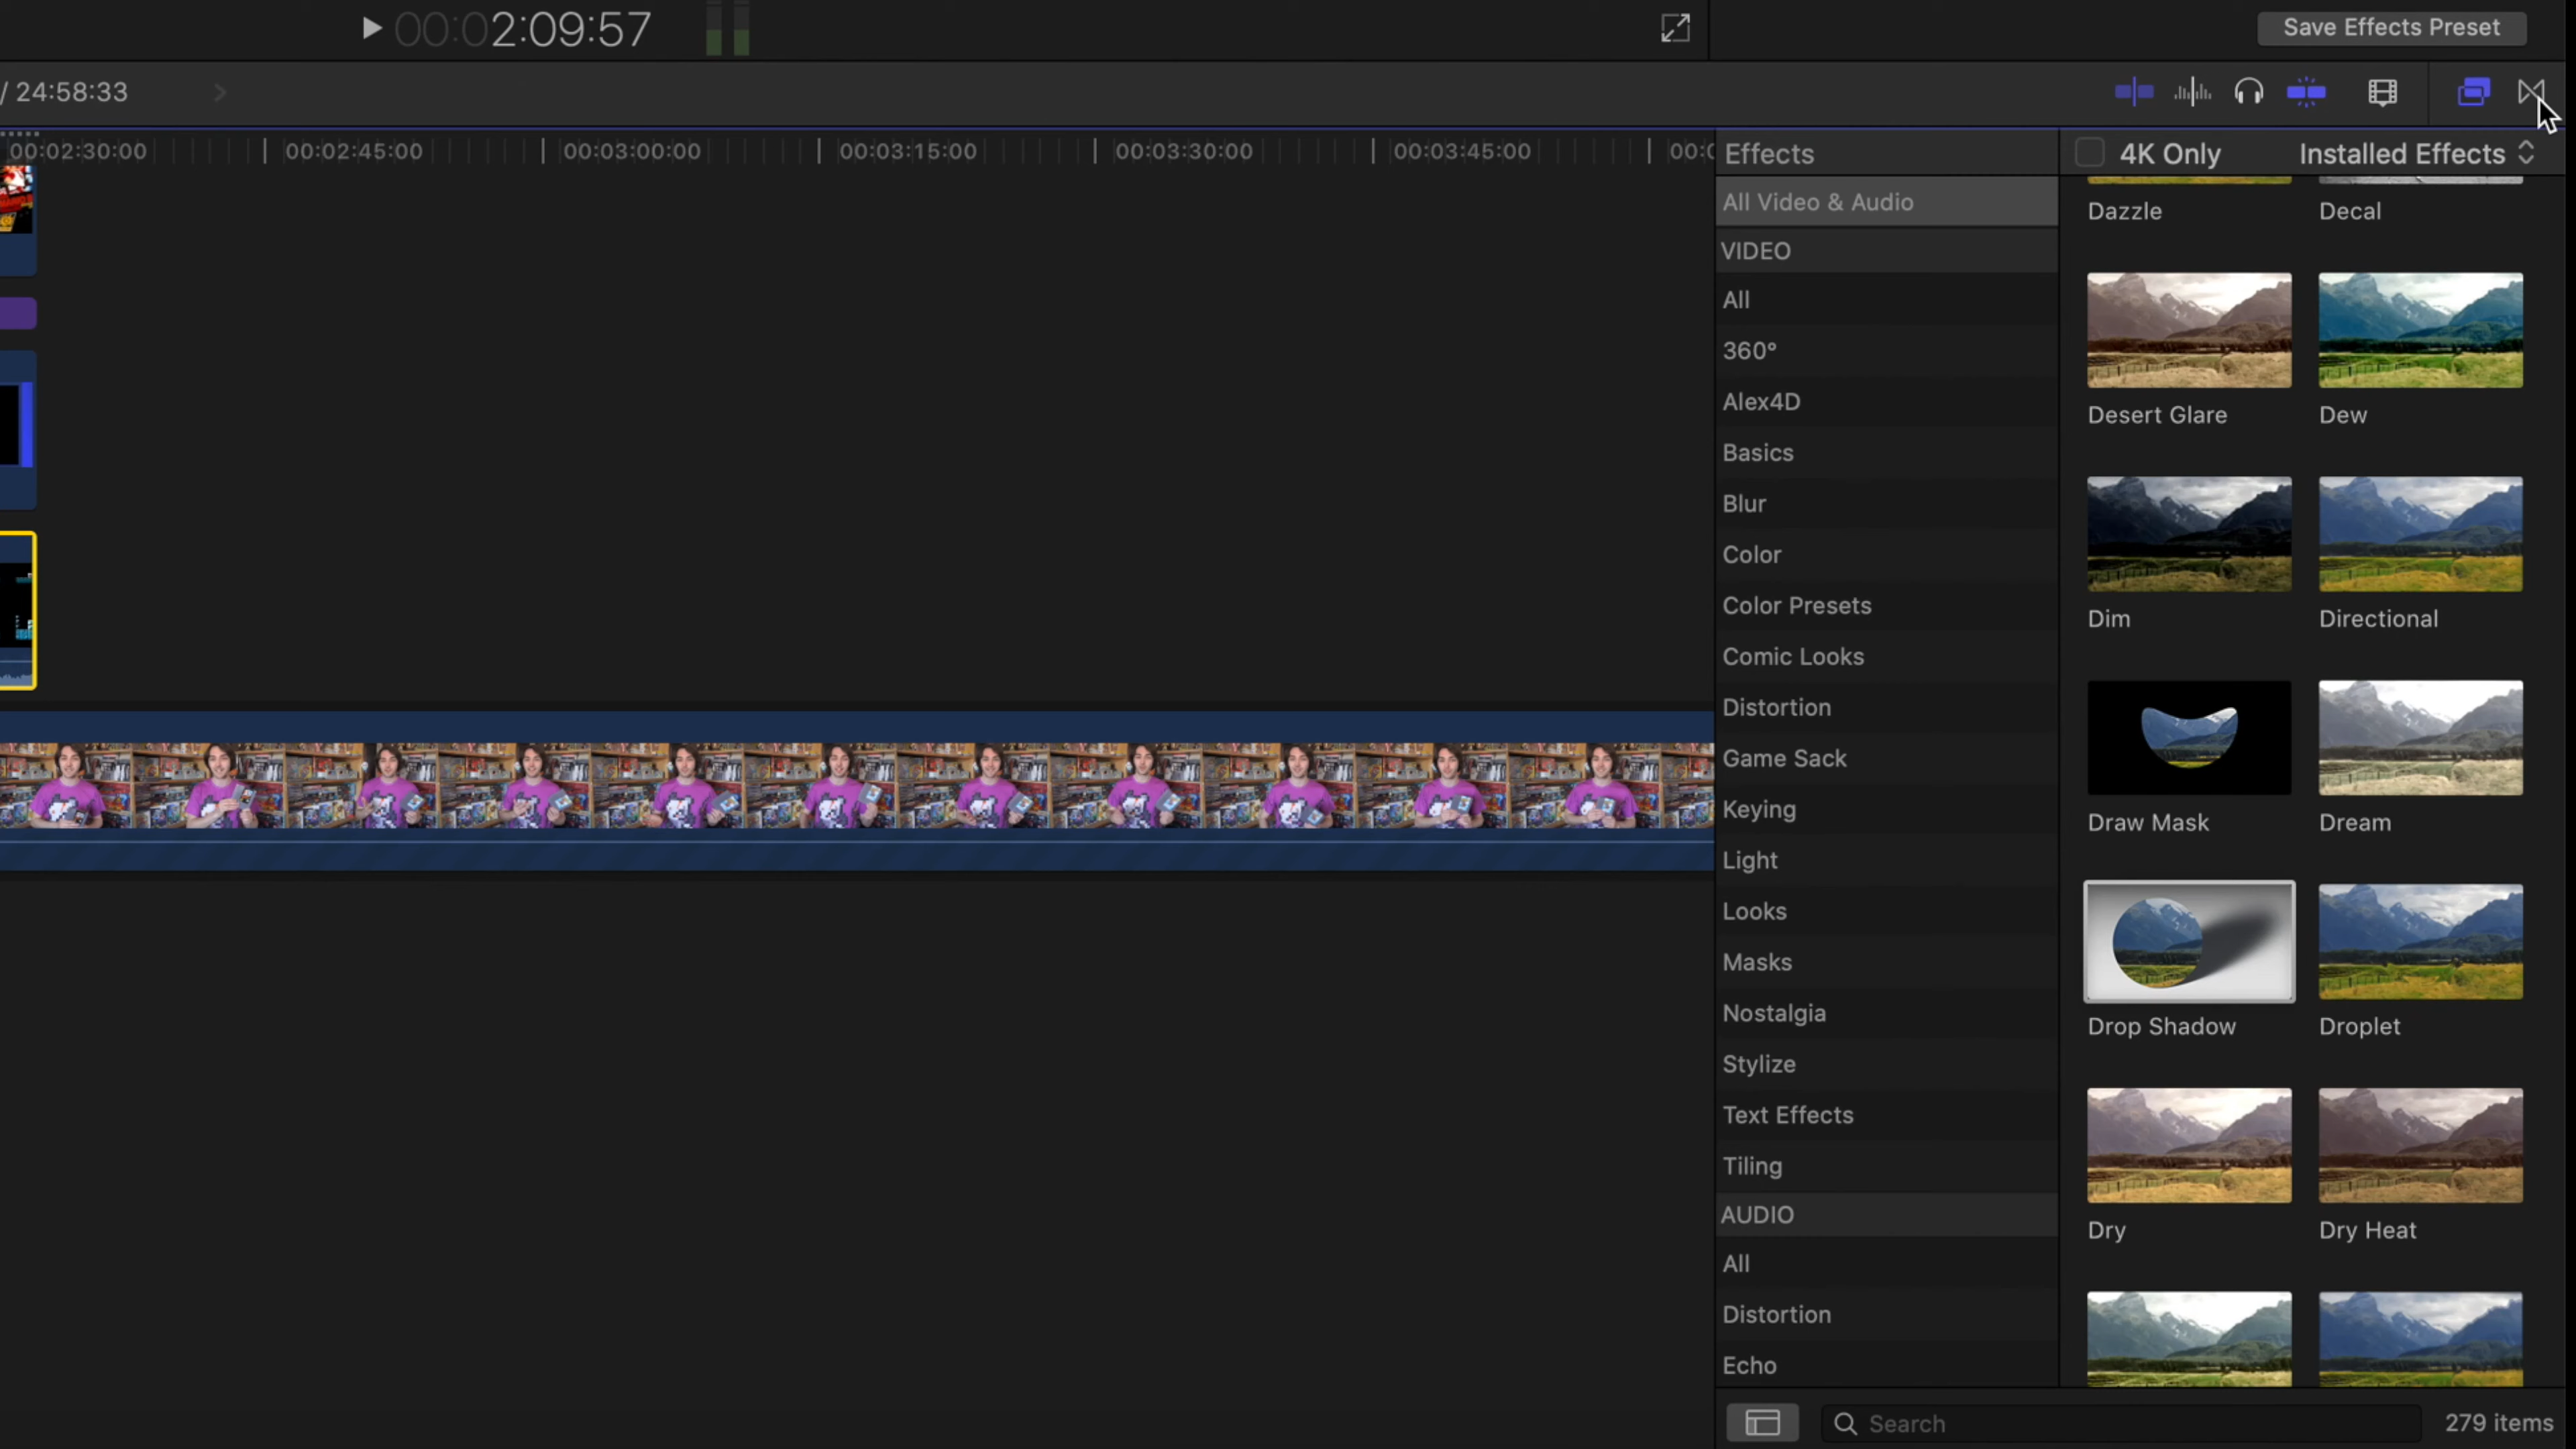 00:02:09:57
Save Effects Preset
/ 24:58:33
00:02:30:00
00:02:45:00
00:03:00:00
00:03:15:00
00:03:30:00
00:03:45:00
00:0
Effects
4K Only
Installed Effects
All Video & Audio
VIDEO
All
360°
Alex4D
Basics
Blur
Color
Color Presets
Comic Looks
Distortion
Game Sack
Keying
Light
Looks
Masks
Nostalgia
Stylize
Text Effects
Tiling
AUDIO
All
Distortion
Echo
Dazzle
Decal
Desert Glare
Dew
Dim
Directional
Draw Mask
Dream
Drop Shadow
Droplet
Dry
Dry Heat
Search
279 items